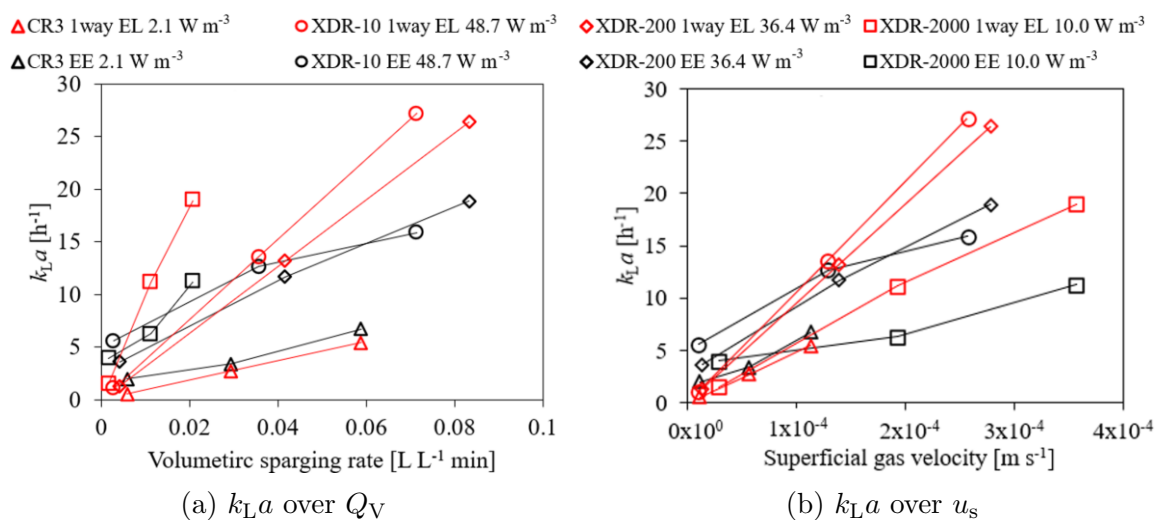 CR3 1way EL 2.1 W m⁻³ XDR-10 1way EL 48.7 W m⁻³ XDR-200 1way EL 36.4 W m⁻³ XDR-2000 1way EL 10.0 W m⁻³
CR3 EE 2.1 W m⁻³ XDR-10 EE 48.7 W m⁻³ XDR-200 EE 36.4 W m⁻³ XDR-2000 EE 10.0 W m⁻³
30
25
20
15
10
5
0
kLa [h⁻¹]
0 0.02 0.04 0.06 0.08 0.1
Volumetirc sparging rate [L L⁻¹ min]
(a) kLa over QV
30
25
20
15
10
5
0
kLa [h⁻¹]
0x10⁰ 1x10⁻⁴ 2x10⁻⁴ 3x10⁻⁴ 4x10⁻⁴
Superficial gas velocity [m s⁻¹]
(b) kLa over us